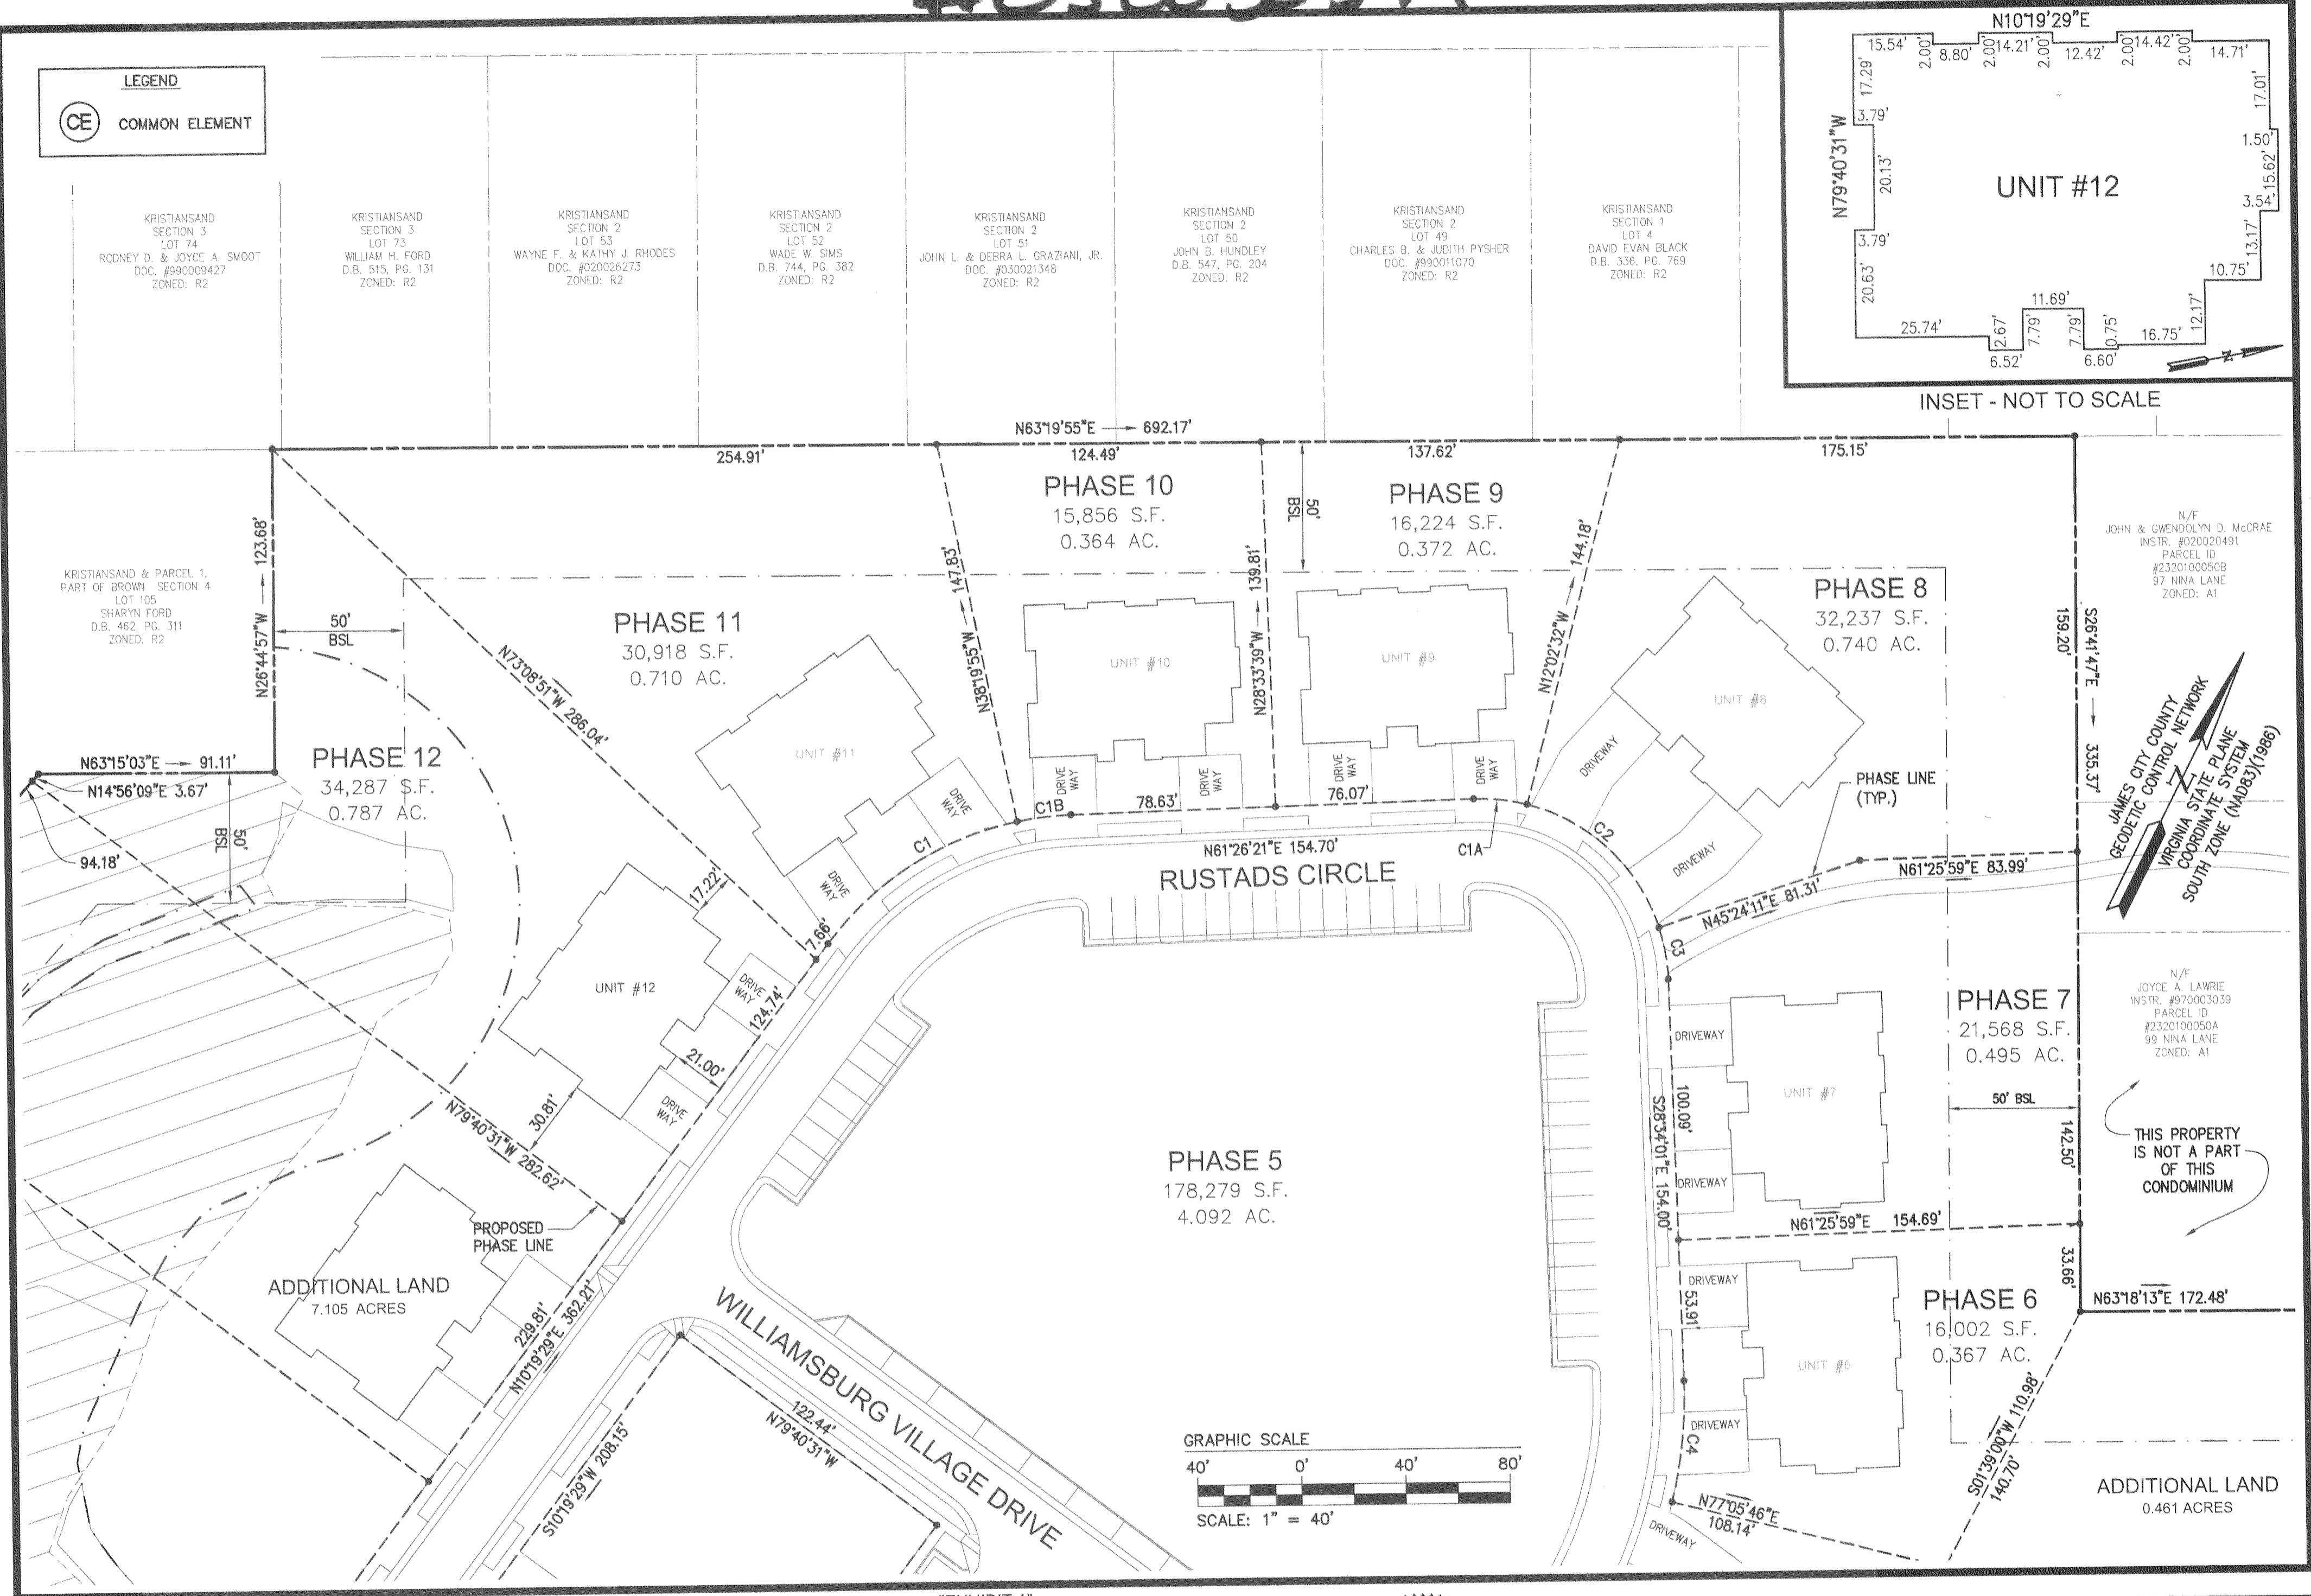 LEGEND
CE COMMON ELEMENT
KRISTIANSAND
SECTION 3
LOT 74
RODNEY D. & JOYCE A. SMOOT
DOC. #990009427
ZONED: R2
KRISTIANSAND
SECTION 3
LOT 73
WILLIAM H. FORD
D.B. 515, PG. 131
ZONED: R2
KRISTIANSAND
SECTION 2
LOT 53
WAYNE F. & KATHY J. RHODES
DOC. #020026273
ZONED: R2
KRISTIANSAND
SECTION 2
LOT 52
WADE W. SIMS
D.B. 744, PG. 382
ZONED: R2
KRISTIANSAND
SECTION 2
LOT 51
JOHN L. & DEBRA L. GRAZIANI, JR.
DOC. #030021348
ZONED: R2
KRISTIANSAND
SECTION 2
LOT 50
JOHN B. HUNDLEY
D.B. 547, PG. 204
ZONED: R2
KRISTIANSAND
SECTION 2
LOT 49
CHARLES B. & JUDITH PYSHER
DOC. #990011070
ZONED: R2
KRISTIANSAND
SECTION 1
LOT 4
DAVID EVAN BLACK
D.B. 336, PG. 769
ZONED: R2
N10°19'29"E
15.54'
2.00'
8.80'
2.00'
14.21'
2.00'
12.42'
2.00'
14.42'
2.00'
14.71'
17.29'
3.79'
N79°40'31"W
20.13'
3.79'
20.63'
UNIT #12
17.01'
1.50'
15.62'
3.54'
13.17'
10.75'
12.17'
11.69'
25.74'
2.67'
7.79'
7.79'
0.75'
16.75'
6.52'
6.60'
N
INSET - NOT TO SCALE
N63°19'55"E 692.17'
254.91'
124.49'
137.62'
175.15'
PHASE 10
15,856 S.F.
0.364 AC.
50'
BSL
PHASE 9
16,224 S.F.
0.372 AC.
N/F
JOHN & GWENDOLYN D. McCRAE
INSTR. #020020491
PARCEL ID
#2320100050B
97 NINA LANE
ZONED: A1
KRISTIANSAND & PARCEL 1,
PART OF BROWN SECTION 4
LOT 105
SHARYN FORD
D.B. 462, PG. 311
ZONED: R2
N26°44'57"W 123.68'
50'
BSL
N73°08'51"W 286.04'
PHASE 11
30,918 S.F.
0.710 AC.
N38°19'55"W 147.83'
N28°33'39"W 139.81'
N12°02'32"W 144.18'
PHASE 8
32,237 S.F.
0.740 AC.
159.20'
S26°41'47"E 335.37'
UNIT #10
UNIT #9
UNIT #8
UNIT #11
JAMES CITY COUNTY
GEODETIC CONTROL NETWORK
N
VIRGINIA STATE PLANE
COORDINATE SYSTEM
SOUTH ZONE (NAD83)(1986)
N63°15'03"E 91.11'
N14°56'09"E 3.67'
94.18'
50'
BSL
PHASE 12
34,287 S.F.
0.787 AC.
DRIVE
WAY
DRIVE
WAY
DRIVE
WAY
DRIVE
WAY
DRIVE
WAY
DRIVE
WAY
DRIVEWAY
DRIVEWAY
C1
C1B
78.63'
76.07'
C1A
C2
PHASE LINE
(TYP.)
N61°26'21"E 154.70'
RUSTADS CIRCLE
N45°24'11"E 81.31'
N61°25'59"E 83.99'
C3
17.22'
7.66'
UNIT #12
DRIVE
WAY
124.74'
21.00'
DRIVE
WAY
30.81'
N79°40'31"W 282.62'
PROPOSED
PHASE LINE
ADDITIONAL LAND
7.105 ACRES
229.81'
N10°19'29"E 362.21'
PHASE 5
178,279 S.F.
4.092 AC.
WILLIAMSBURG VILLAGE DRIVE
S10°19'29"W 208.15'
122.44'
N79°40'31"W
DRIVEWAY
DRIVEWAY
UNIT #7
PHASE 7
21,568 S.F.
0.495 AC.
50' BSL
142.50'
100.09'
S28°34'01"E 154.00'
N61°25'59"E 154.69'
N/F
JOYCE A. LAWRIE
INSTR. #970003039
PARCEL ID
#2320100050A
99 NINA LANE
ZONED: A1
THIS PROPERTY
IS NOT A PART
OF THIS
CONDOMINIUM
33.66'
N63°18'13"E 172.48'
DRIVEWAY
53.91'
UNIT #6
PHASE 6
16,002 S.F.
0.367 AC.
DRIVEWAY
C4
S01°39'00"W 110.98'
140.70'
N77°05'46"E
108.14'
DRIVEWAY
ADDITIONAL LAND
0.461 ACRES
GRAPHIC SCALE
40' 0' 40' 80'
SCALE: 1" = 40'